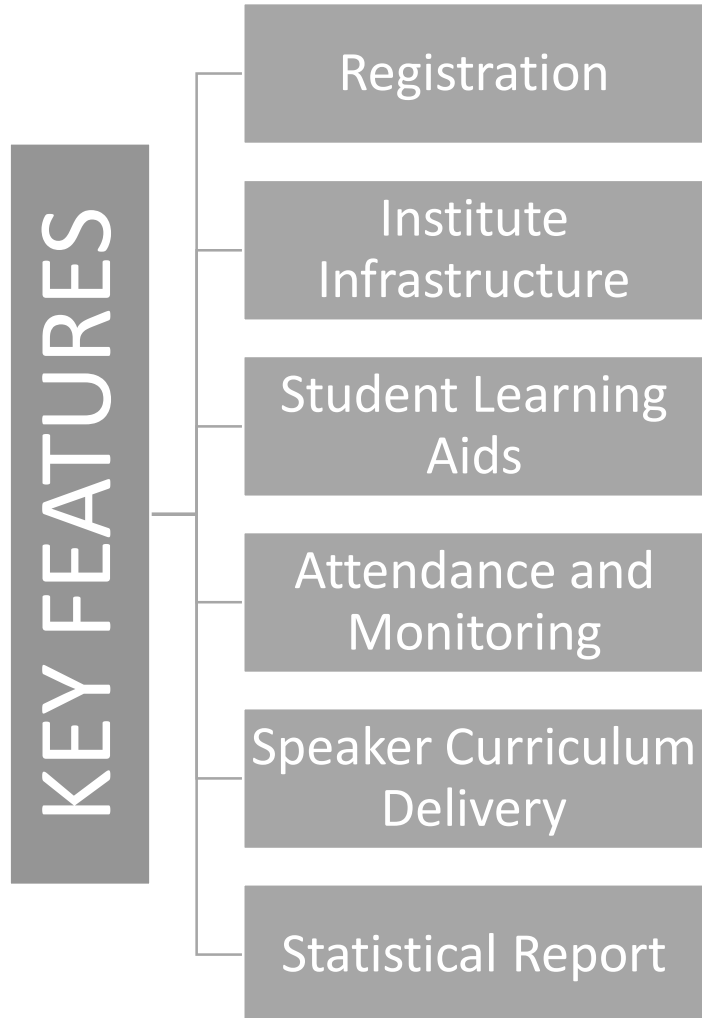 KEY FEATURES
Registration
Institute
Infrastructure
Student Learning
Aids
Attendance and
Monitoring
Speaker Curriculum
Delivery
Statistical Report